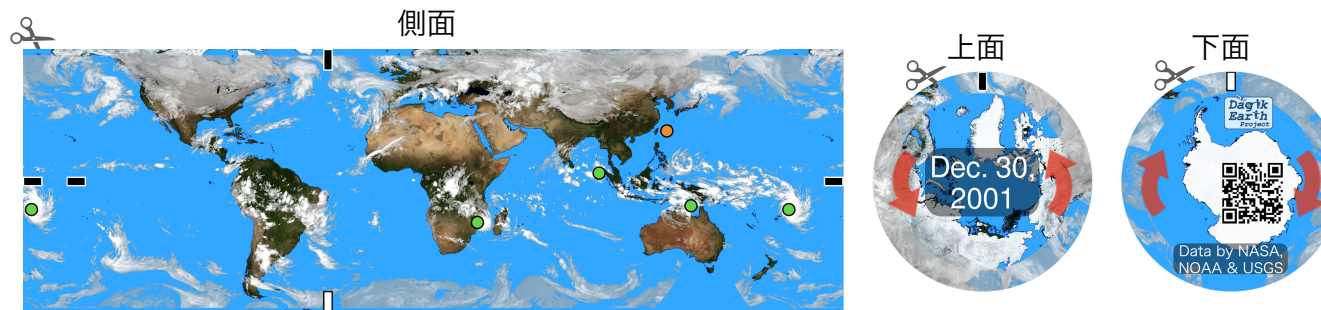 側面
上面
下面
Dec. 30,
2001
Dagik
Earth
Project
Data by NASA,
NOAA & USGS